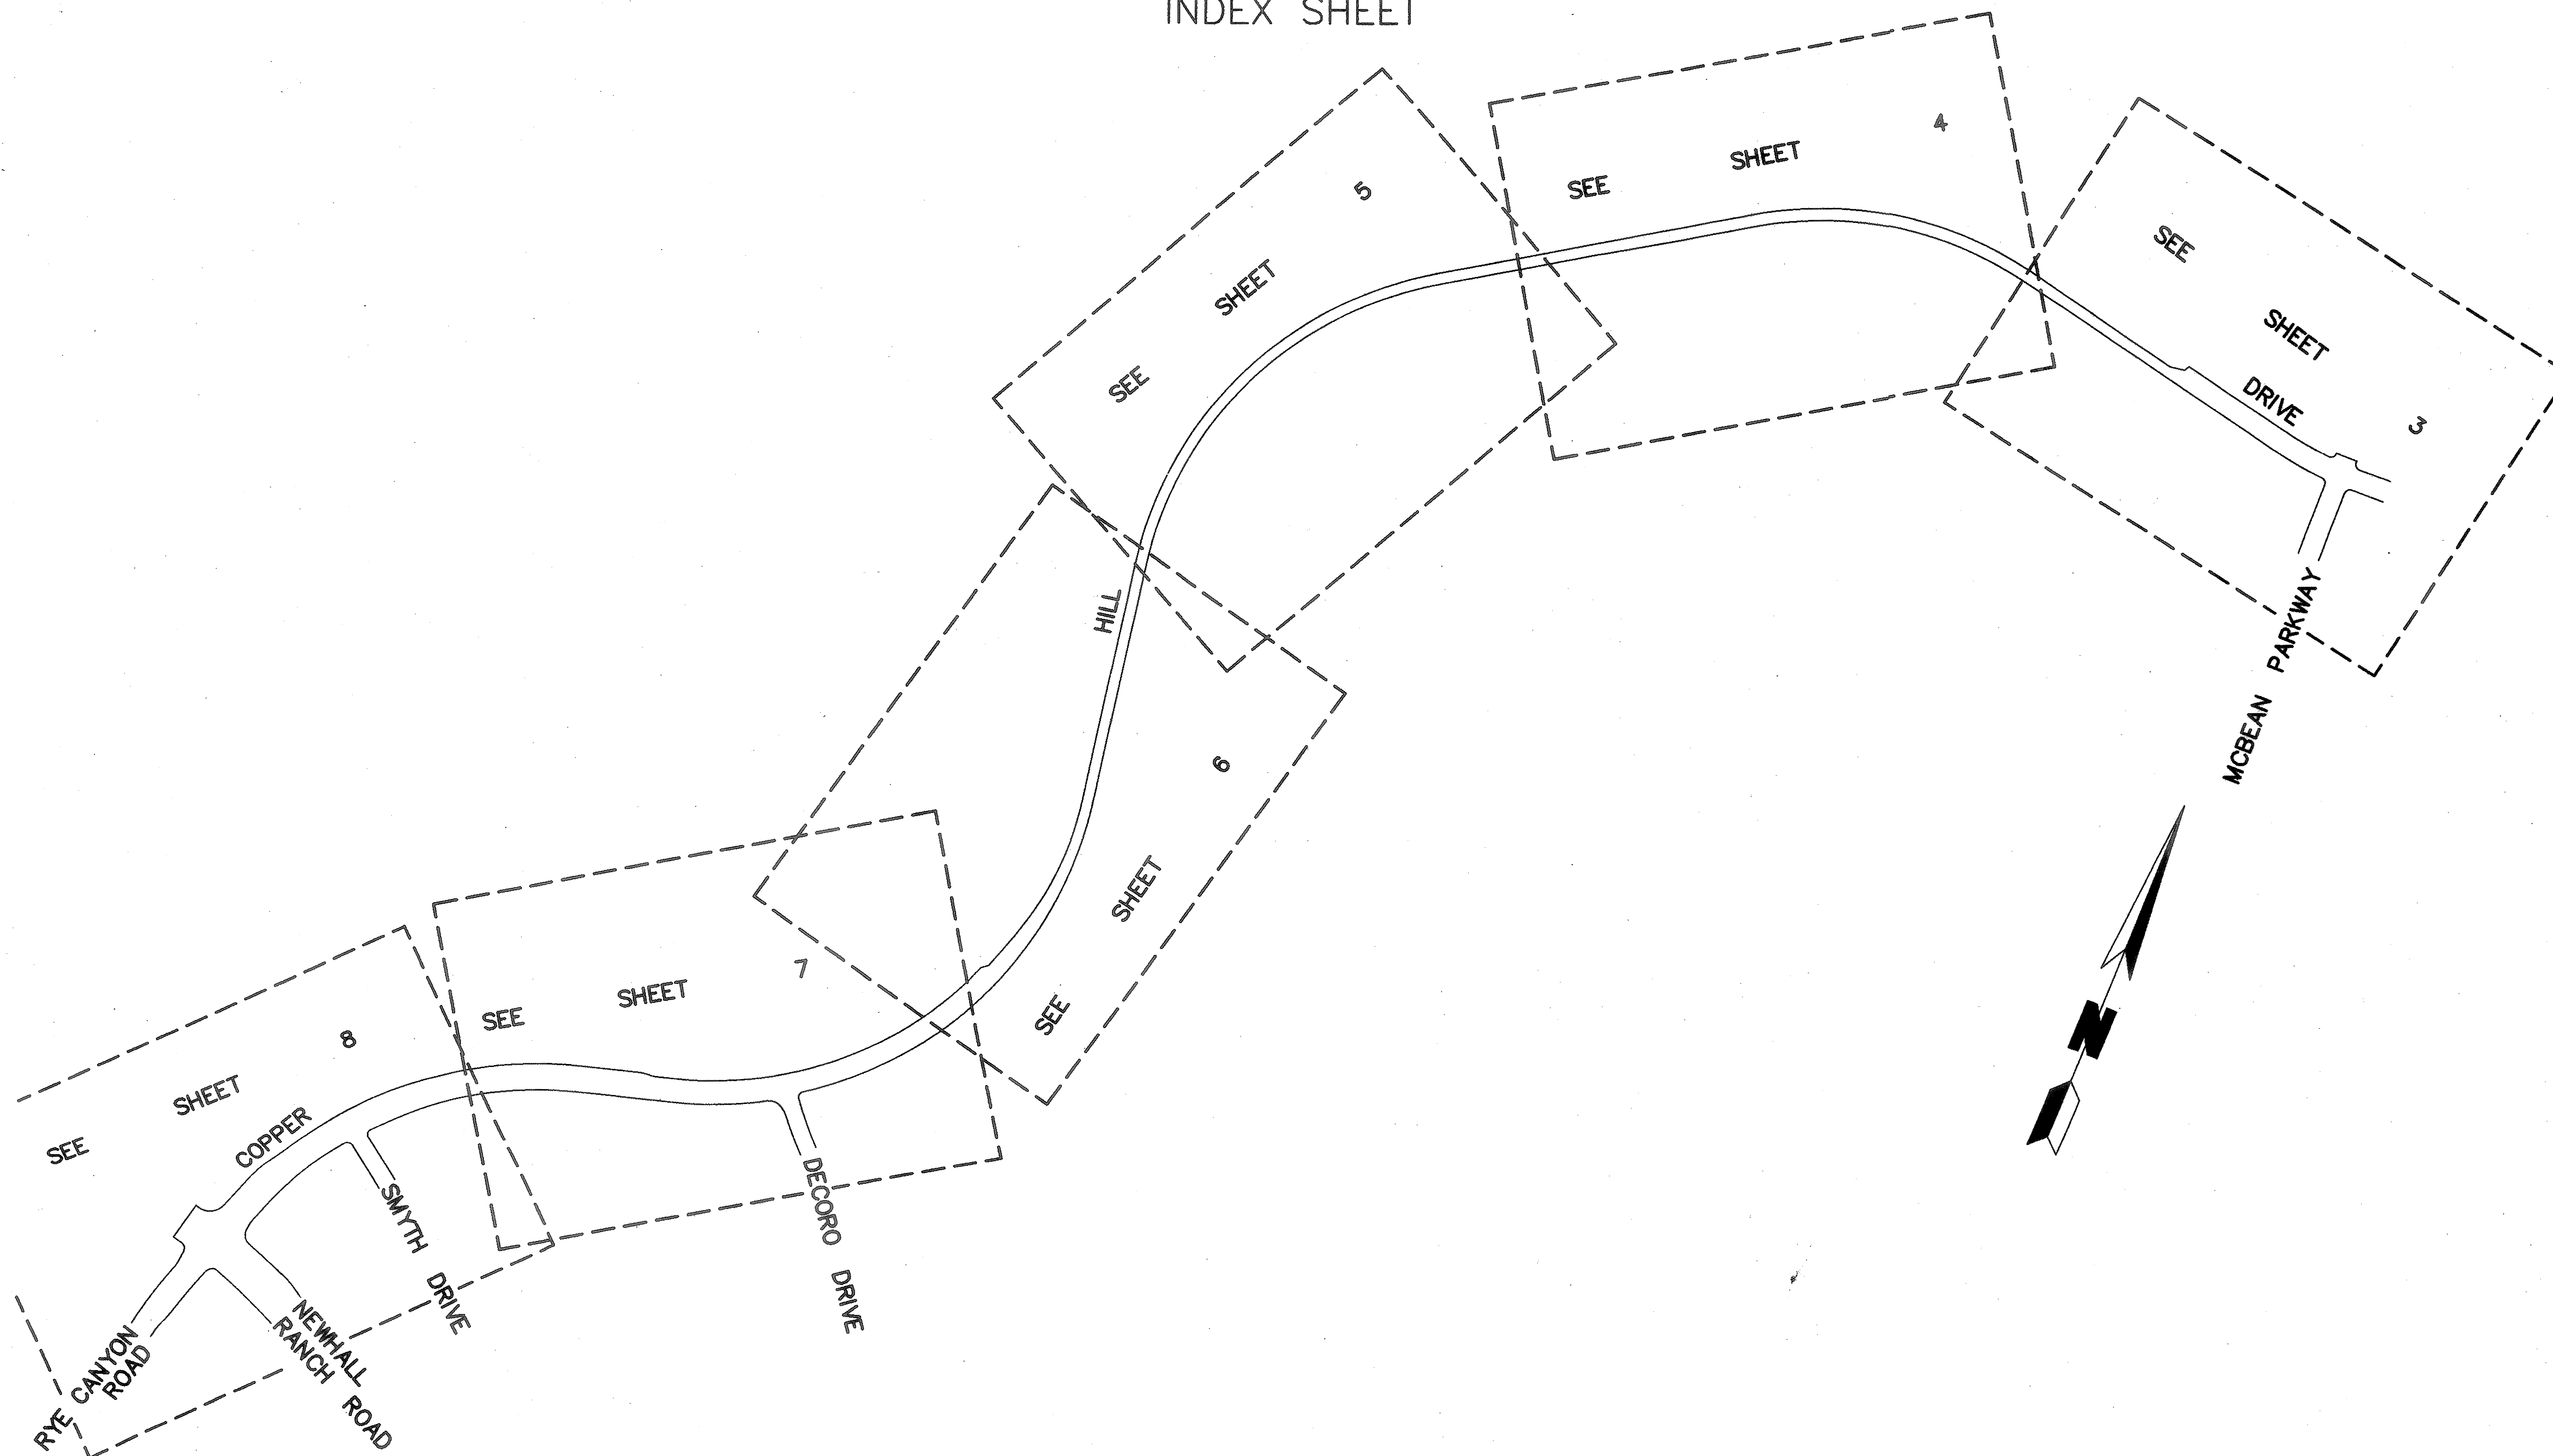 INDEX SHEET
SEE SHEET 4
SEE SHEET 5
SEE SHEET 3
DRIVE
HILL
MCBEAN PARKWAY
SEE SHEET 6
SEE SHEET 7
SEE SHEET 8
COPPER
N
SMYTH DRIVE
DECORO DRIVE
NEWHALL
RANCH ROAD
RYE CANYON
ROAD